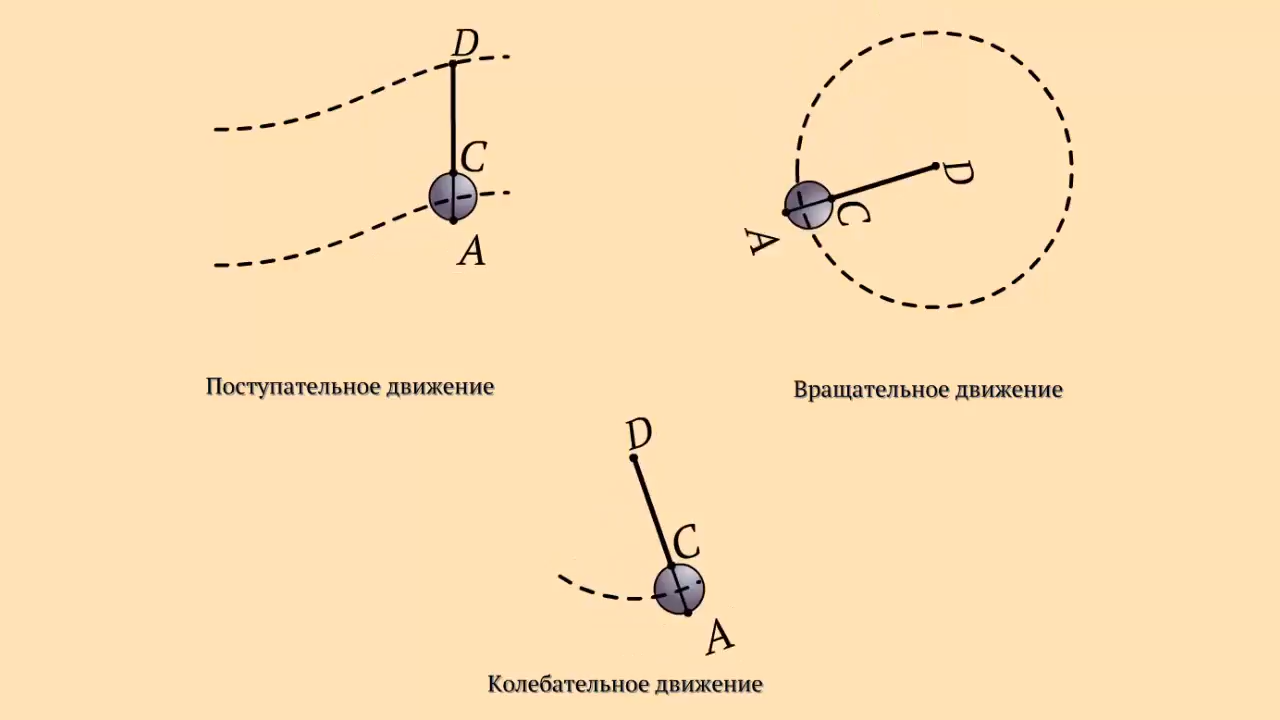 D
C
A
D
C
A
Поступательное движение
Вращательное движение
D
C
A
Колебательное движение